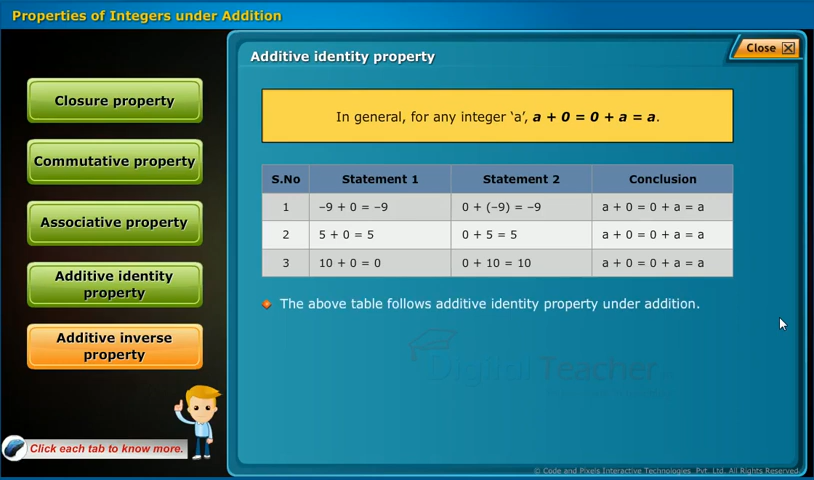 Properties of Integers under Addition
Closure property
Commutative property
Associative property
Additive identity
property
Additive inverse
property
Click each tab to know more.
Additive identity property
Close
In general, for any integer ‘a’, a + 0 = 0 + a = a.
S.No Statement 1 Statement 2 Conclusion
1 −9 + 0 = −9 0 + (−9) = −9 a + 0 = 0 + a = a
2 5 + 0 = 5 0 + 5 = 5 a + 0 = 0 + a = a
3 10 + 0 = 0 0 + 10 = 10 a + 0 = 0 + a = a
The above table follows additive identity property under addition.
Digital Teacher
© Code and Pixels Interactive Technologies Pvt. Ltd. All Rights Reserved.